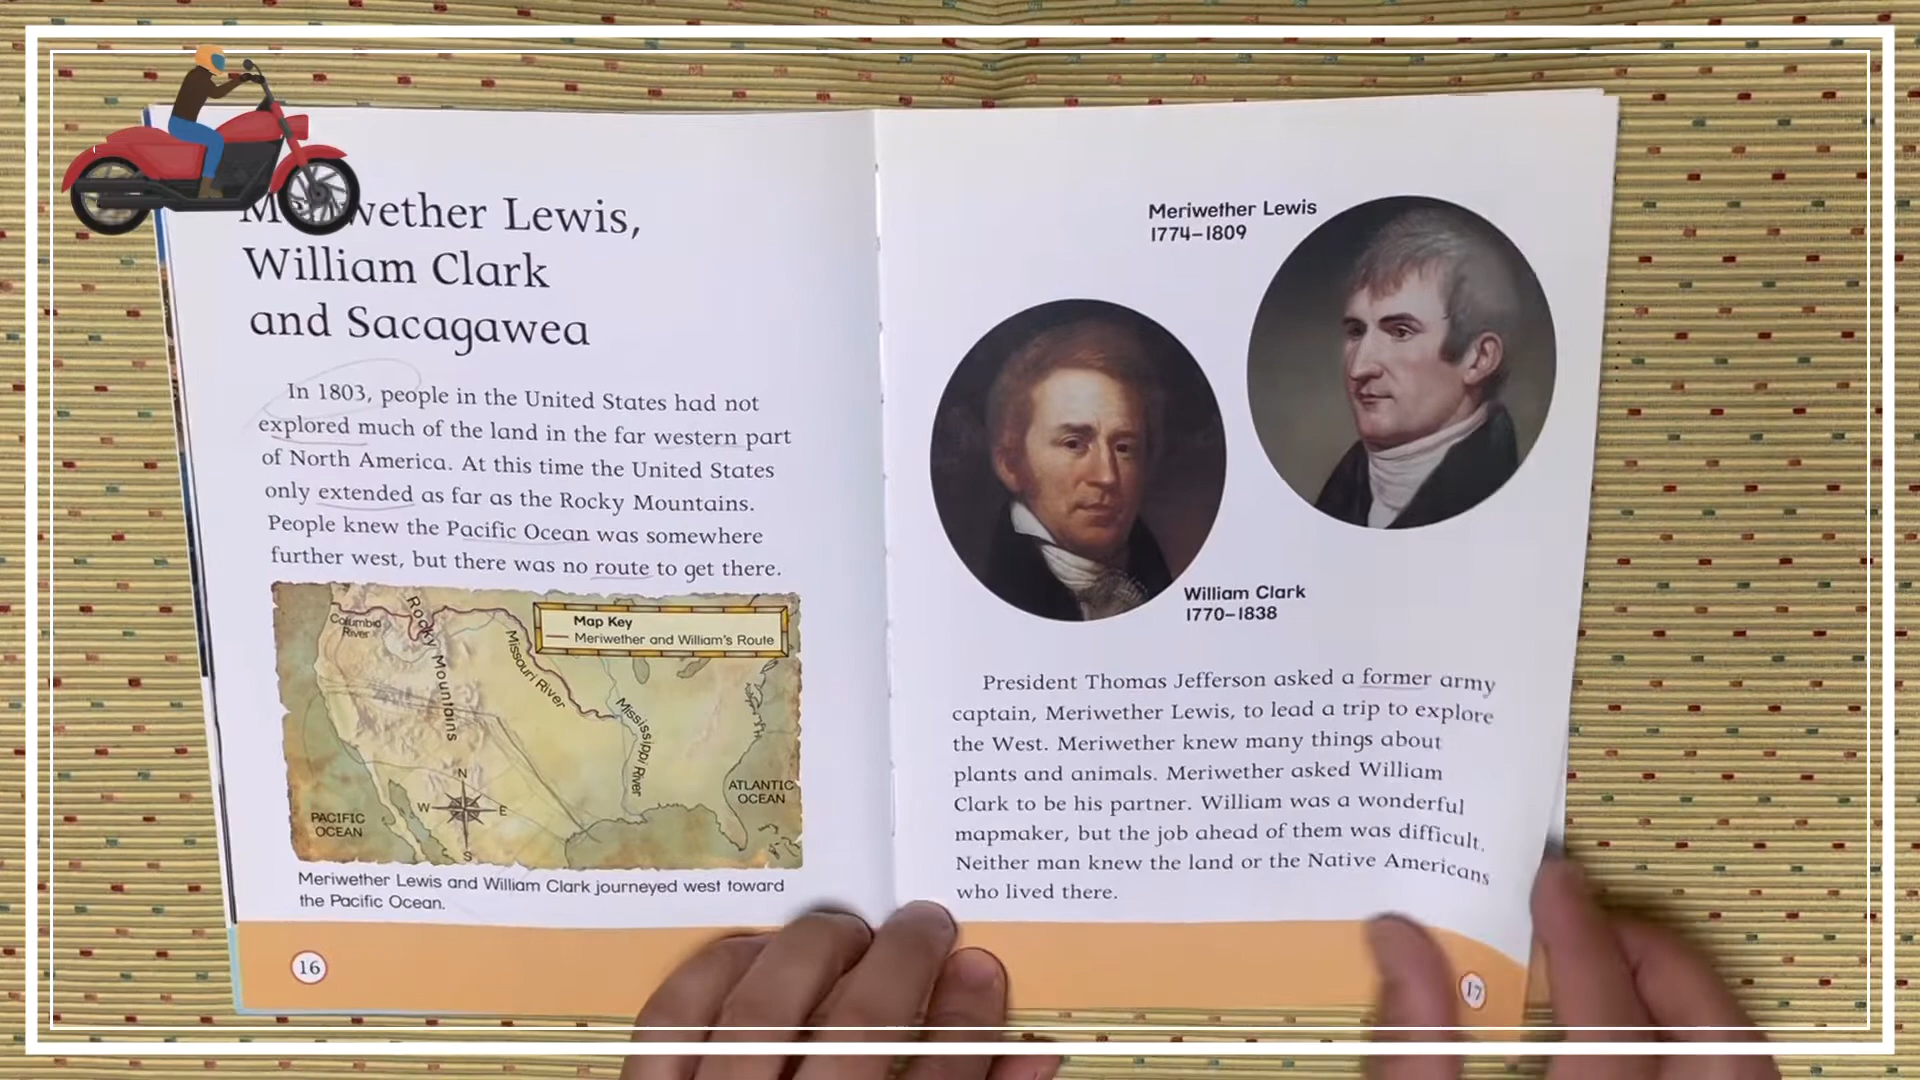 Meriwether Lewis,
William Clark
and Sacagawea
In 1803, people in the United States had not
explored much of the land in the far western part
of North America. At this time the United States
only extended as far as the Rocky Mountains.
People knew the Pacific Ocean was somewhere
further west, but there was no route to get there.
Map Key
Meriwether and William's Route
Columbia
River
Rocky Mountains
Missouri River
Mississippi River
N
W E
S
PACIFIC
OCEAN
ATLANTIC
OCEAN
Meriwether Lewis and William Clark journeyed west toward
the Pacific Ocean.
16
Meriwether Lewis
1774–1809
William Clark
1770–1838
President Thomas Jefferson asked a former army
captain, Meriwether Lewis, to lead a trip to explore
the West. Meriwether knew many things about
plants and animals. Meriwether asked William
Clark to be his partner. William was a wonderful
mapmaker, but the job ahead of them was difficult.
Neither man knew the land or the Native Americans
who lived there.
17